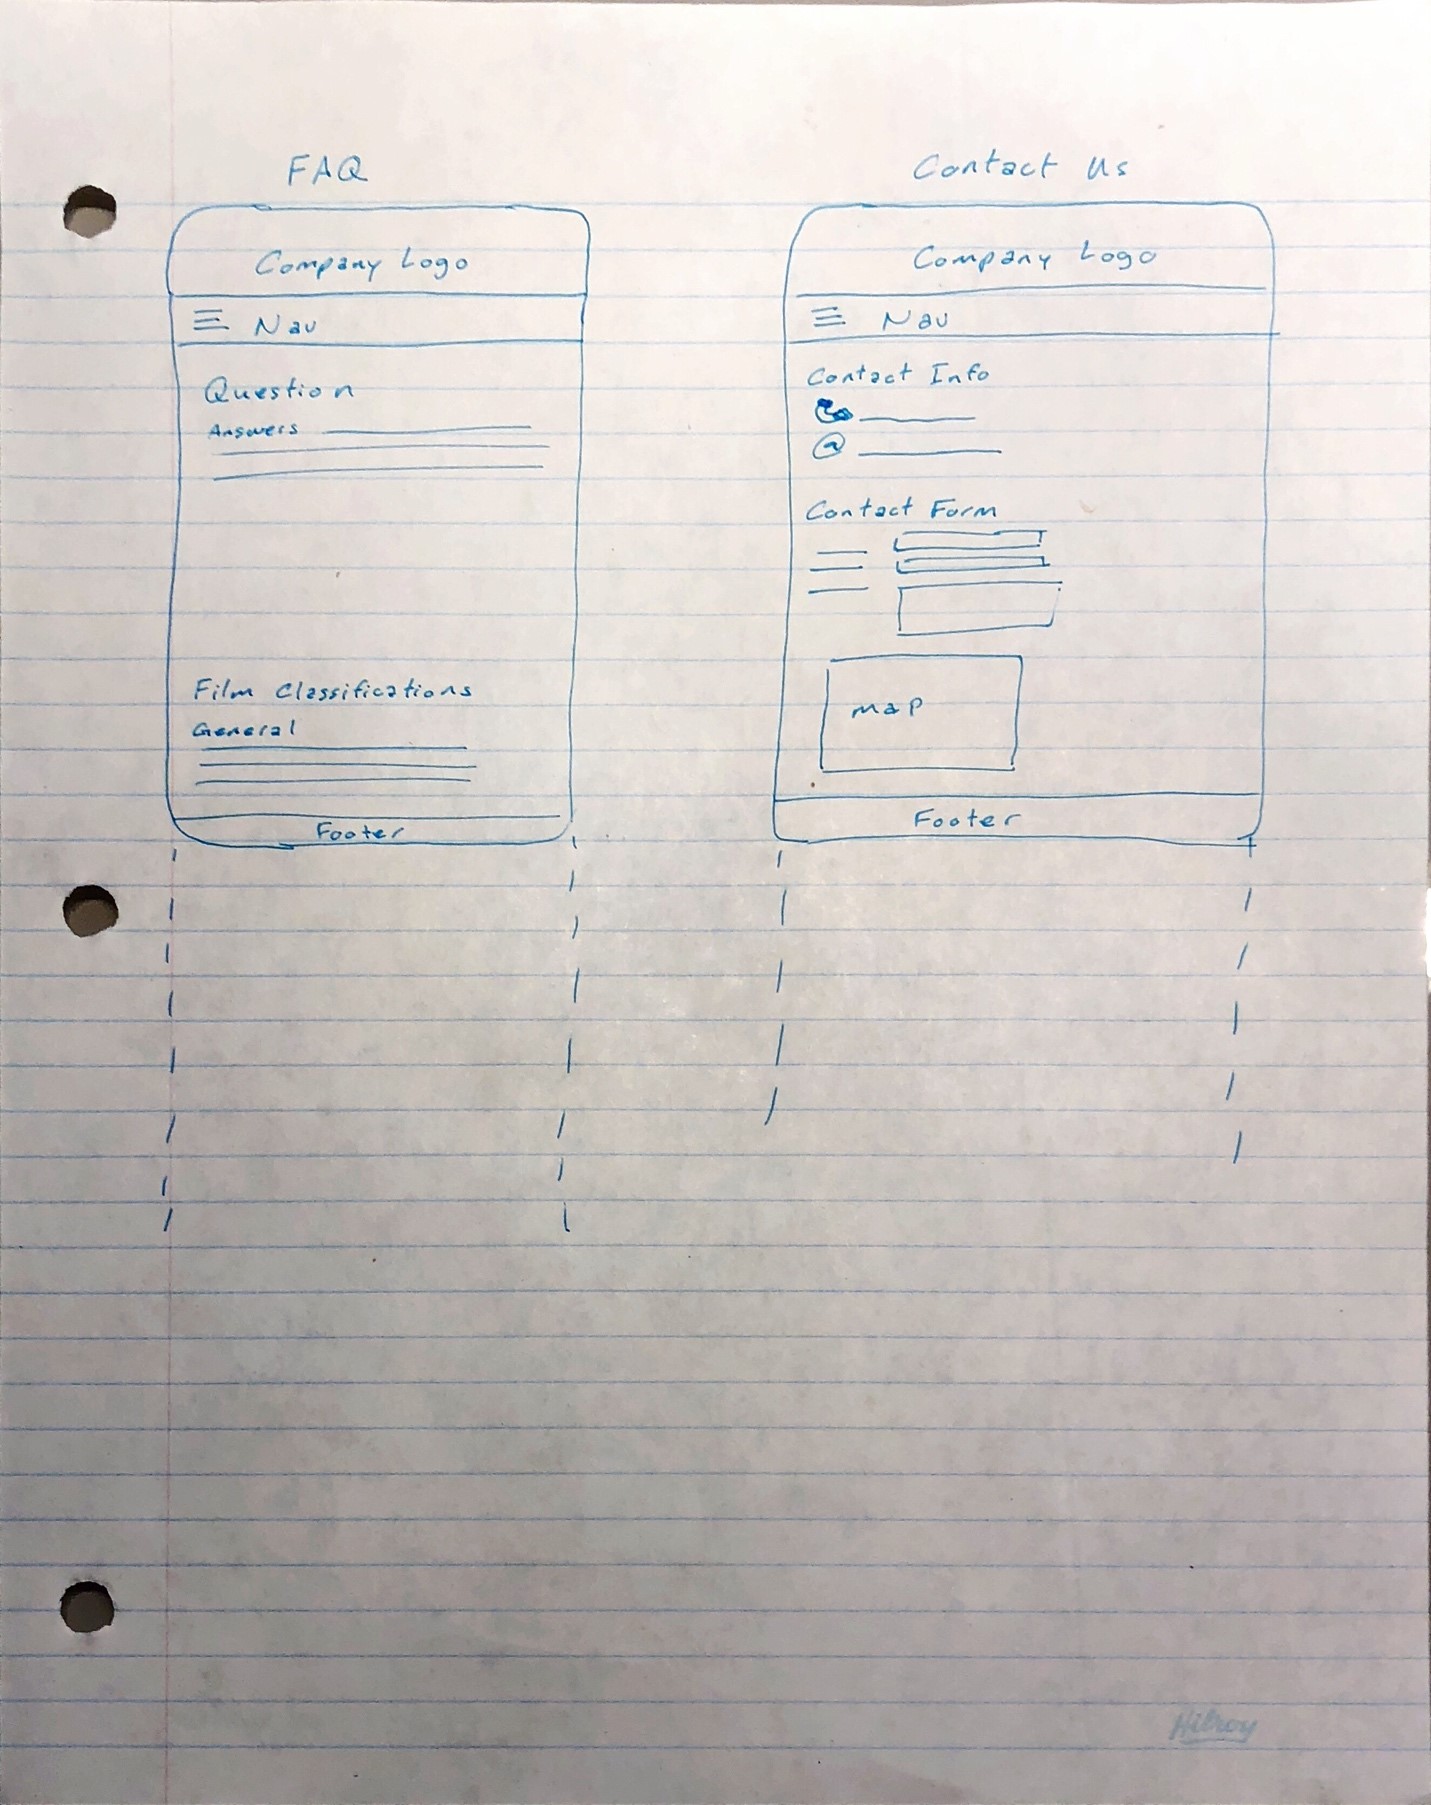 FAQ
Company Logo
Nav
Question
Answers
Film Classifications
General
Footer
Contact Us
Company Logo
Nav
Contact Info
@
Contact Form
map
Footer
Hilroy